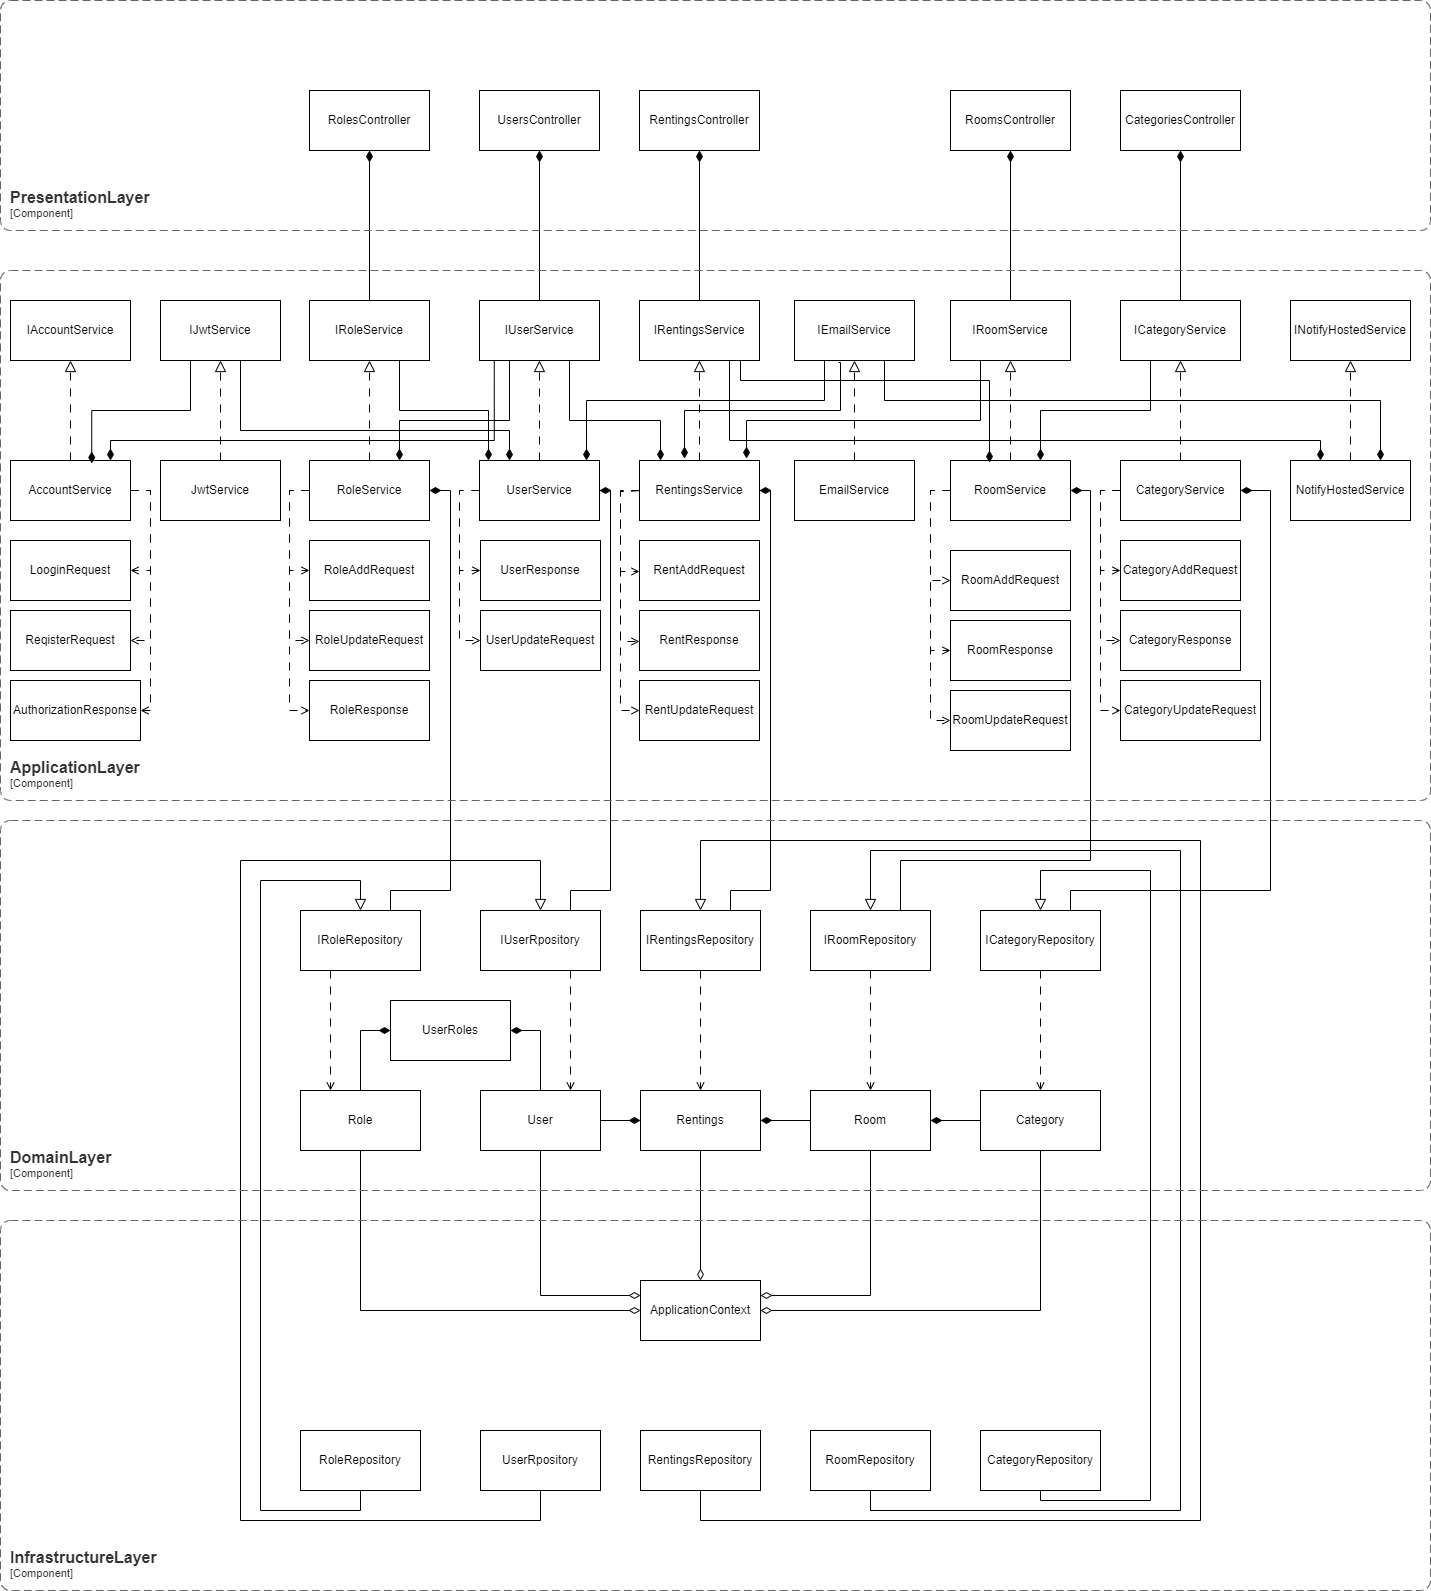 RolesController
UsersController
RentingsController
RoomsController
CategoriesController
PresentationLayer
[Component]
IAccountService
IJwtService
IRoleService
IUserService
IRentingsService
IEmailService
IRoomService
ICategoryService
INotifyHostedService
AccountService
JwtService
RoleService
UserService
RentingsService
EmailService
RoomService
CategoryService
NotifyHostedService
LooginRequest
RoleAddRequest
UserResponse
RentAddRequest
RoomAddRequest
CategoryAddRequest
ReqisterRequest
RoleUpdateRequest
UserUpdateRequest
RentResponse
RoomResponse
CategoryResponse
AuthorizationResponse
RoleResponse
RentUpdateRequest
RoomUpdateRequest
CategoryUpdateRequest
ApplicationLayer
[Component]
IRoleRepository
IUserRpository
IRentingsRepository
IRoomRepository
ICategoryRepository
UserRoles
Role
User
Rentings
Room
Category
DomainLayer
[Component]
ApplicationContext
RoleRepository
UserRpository
RentingsRepository
RoomRepository
CategoryRepository
InfrastructureLayer
[Component]